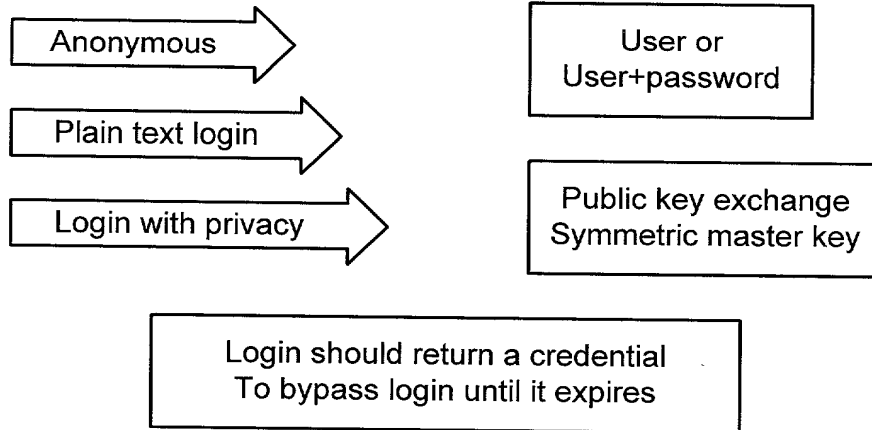 Anonymous
User or
User+password
Plain text login
Login with privacy
Public key exchange
Symmetric master key
Login should return a credential
To bypass login until it expires